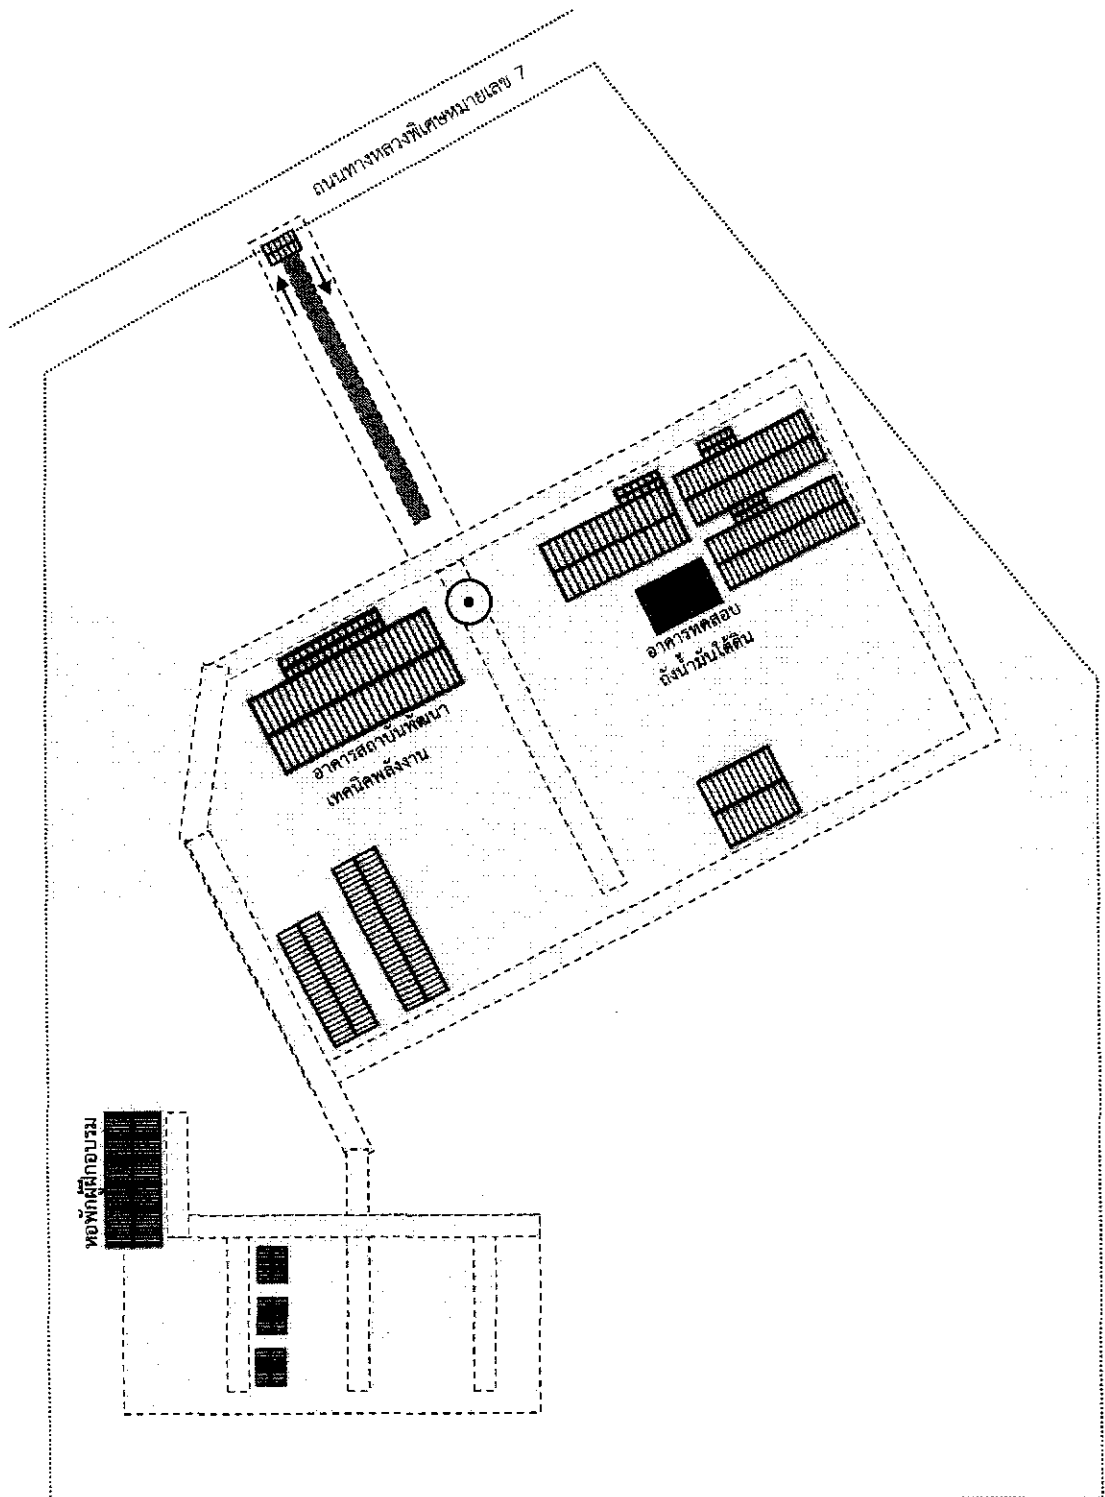 ถนนทางหลวงพิเศษหมายเลข 7
อาคารทดสอบ
ถังน้ำมันใต้ดิน
อาคารสถาบันพัฒนา
เทคนิคพลังงาน
หอพักผู้ฝึกอบรม